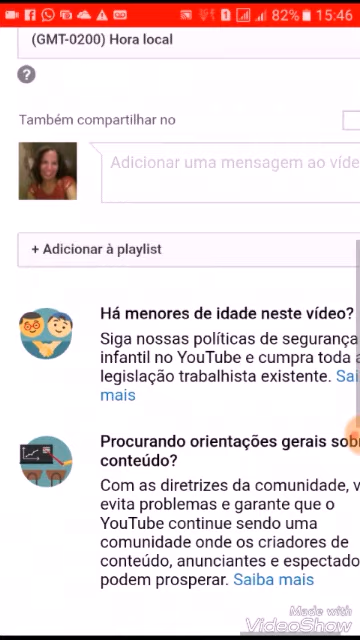 82% 15:46
(GMT-0200) Hora local
?
Também compartilhar no
Adicionar uma mensagem ao víde
+ Adicionar à playlist
Há menores de idade neste vídeo?
Siga nossas políticas de segurança
infantil no YouTube e cumpra toda a
legislação trabalhista existente. Sai
mais
Procurando orientações gerais sob
conteúdo?
Com as diretrizes da comunidade, v
evita problemas e garante que o
YouTube continue sendo uma
comunidade onde os criadores de
conteúdo, anunciantes e espectado
podem prosperar. Saiba mais
Made with
VideoShow